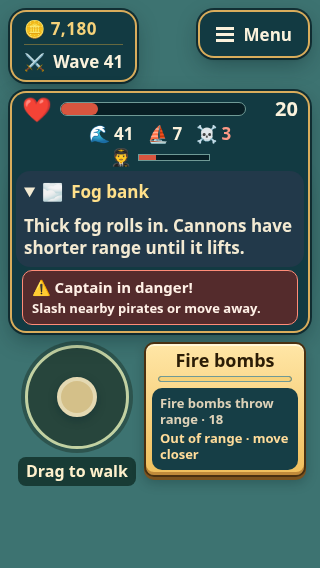 7,180
Wave 41
Menu
20
41 7 3
Fog bank
Thick fog rolls in. Cannons have
shorter range until it lifts.
Captain in danger!
Slash nearby pirates or move away.
Drag to walk
Fire bombs
Fire bombs throw
range · 18
Out of range · move
closer